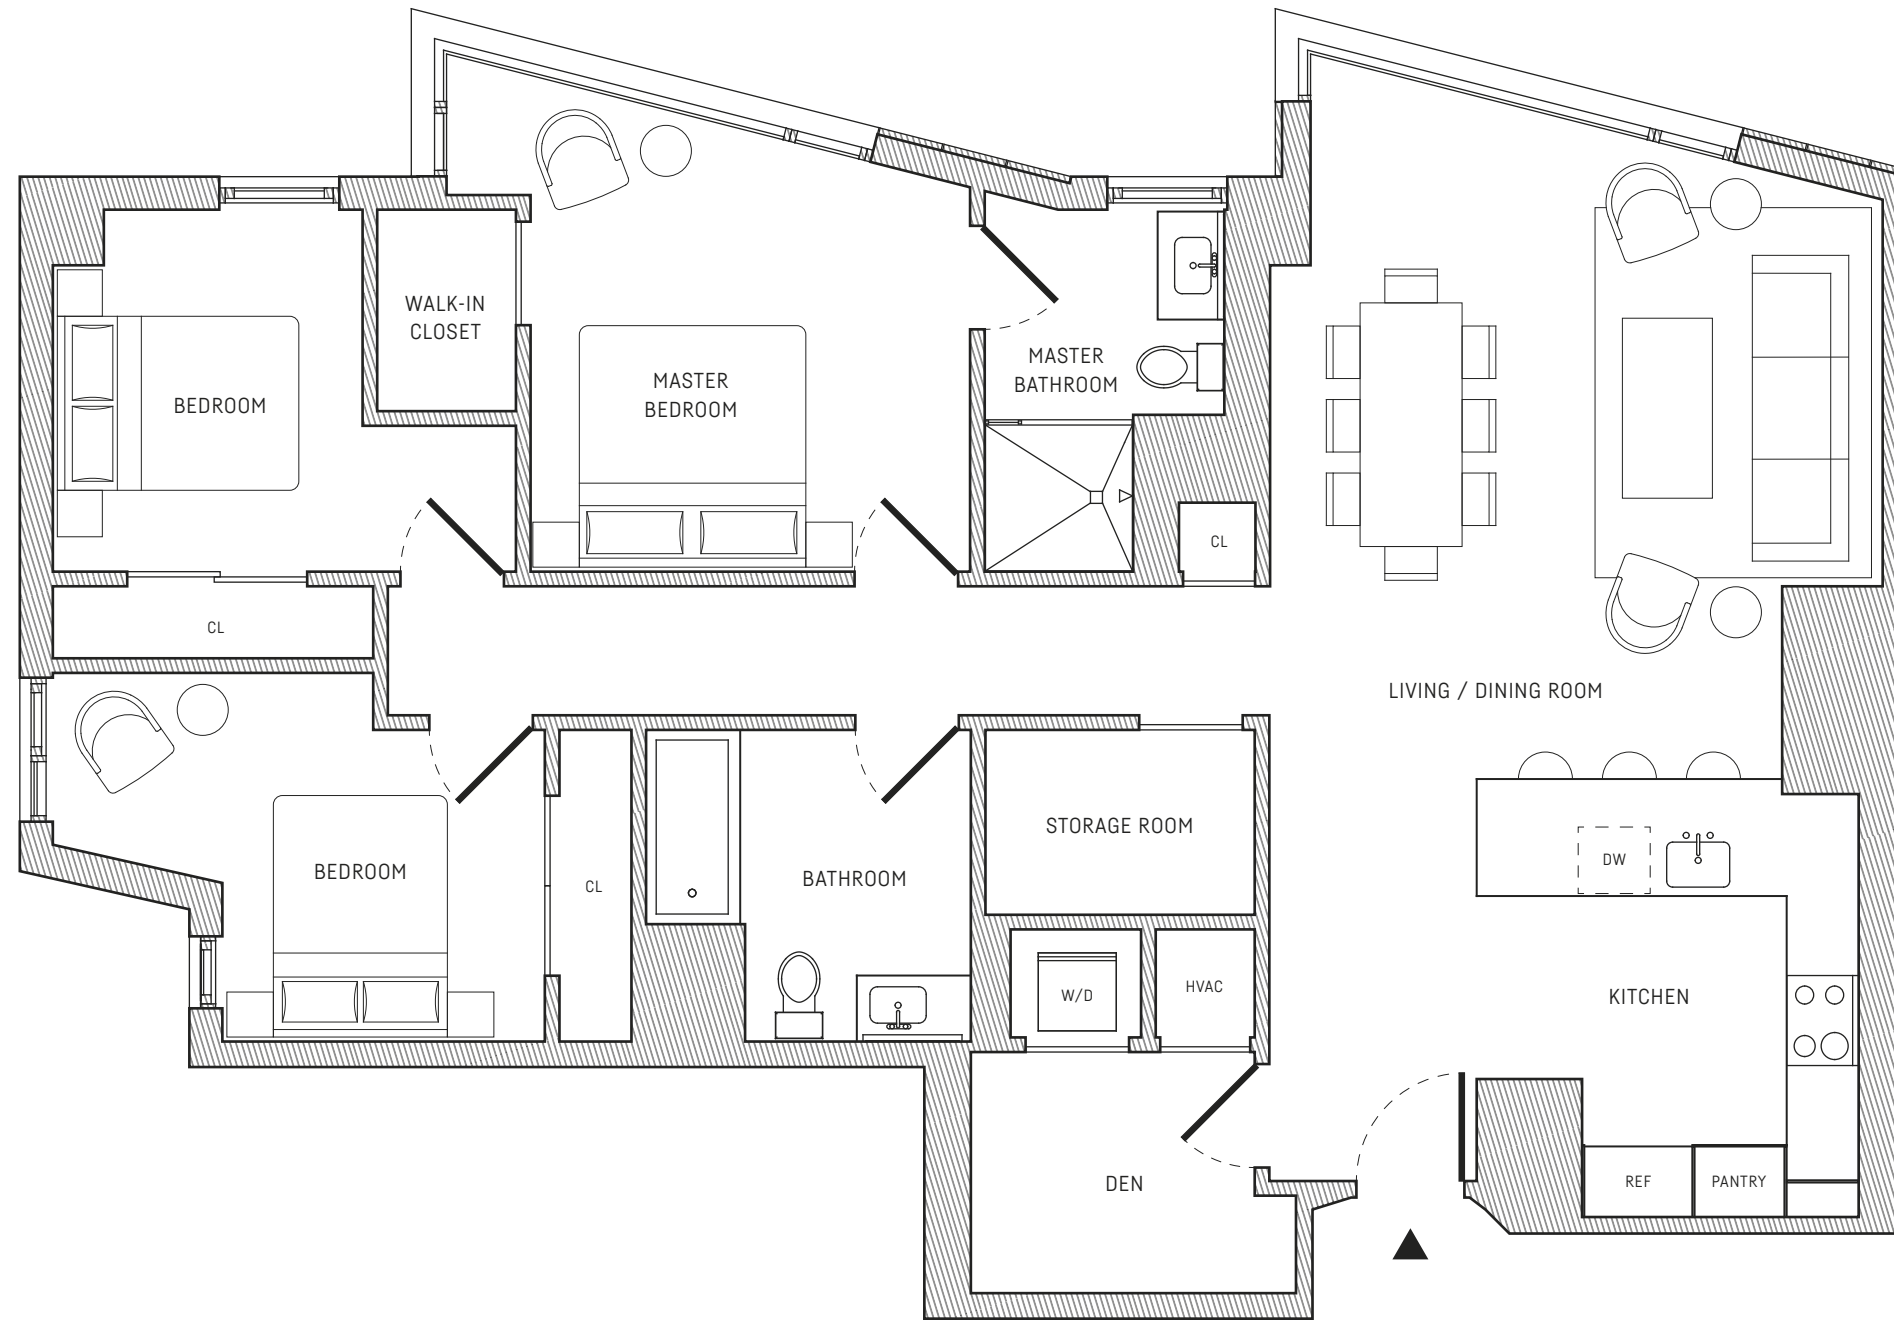 WALK-IN
CLOSET
BEDROOM
MASTER
BEDROOM
MASTER
BATHROOM
CL
CL
LIVING / DINING ROOM
STORAGE ROOM
BEDROOM
CL
BATHROOM
DW
W/D
HVAC
KITCHEN
DEN
REF
PANTRY